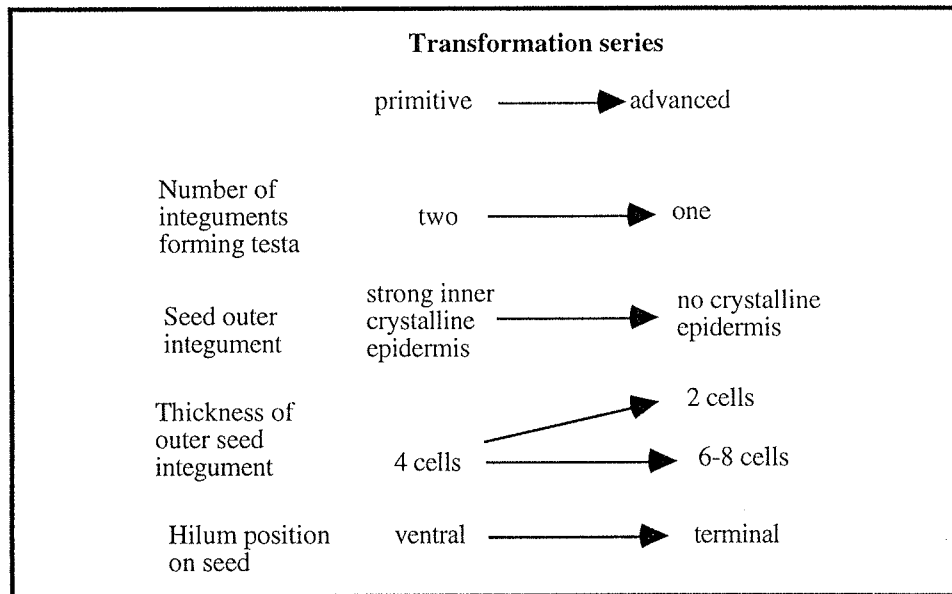 Transformation series
primitive advanced
Number of
integuments
forming testa
two one
Seed outer
integument
strong inner
crystalline
epidermis
no crystalline
epidermis
Thickness of
outer seed
integument
4 cells
2 cells
6-8 cells
Hilum position
on seed
ventral terminal